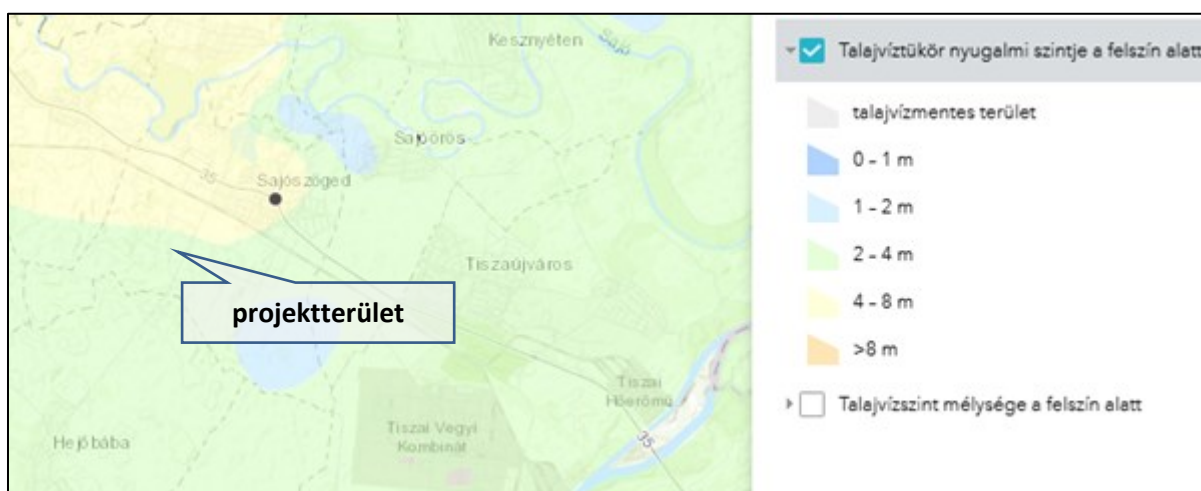 Kesznyéten
Sajó
Sajóörös
35
Sajószöged
Tiszaújváros
projektterület
Tiszai
Hőerőmű
Tiszai Vegyi
Kombinát
35
Hejőbába
Talajvíztükör nyugalmi szintje a felszín alatt
talajvízmentes terület
0 - 1 m
1 - 2 m
2 - 4 m
4 - 8 m
>8 m
Talajvízszint mélysége a felszín alatt